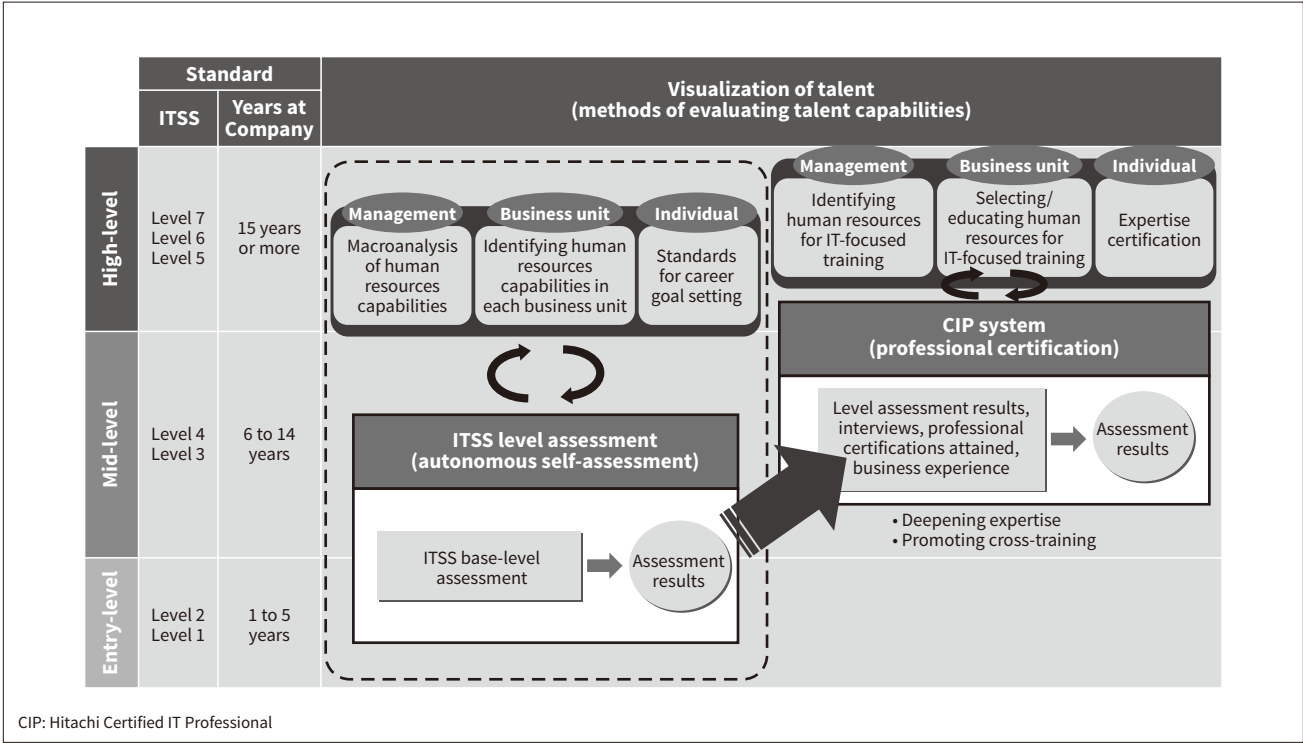 Standard
ITSS
Years at
Company
Visualization of talent
(methods of evaluating talent capabilities)
High-level
Level 7
Level 6
Level 5
15 years
or more
Management
Macroanalysis
of human
resources
capabilities
Business unit
Identifying human
resources
capabilities in
each business unit
Individual
Standards
for career
goal setting
Management
Identifying
human resources
for IT-focused
training
Business unit
Selecting/
educating human
resources for
IT-focused training
Individual
Expertise
certification
CIP system
(professional certification)
Level assessment results,
interviews, professional
certifications attained,
business experience
Assessment
results
• Deepening expertise
• Promoting cross-training
Mid-level
Level 4
Level 3
6 to 14
years
ITSS level assessment
(autonomous self-assessment)
ITSS base-level
assessment
Assessment
results
Entry-level
Level 2
Level 1
1 to 5
years
CIP: Hitachi Certified IT Professional